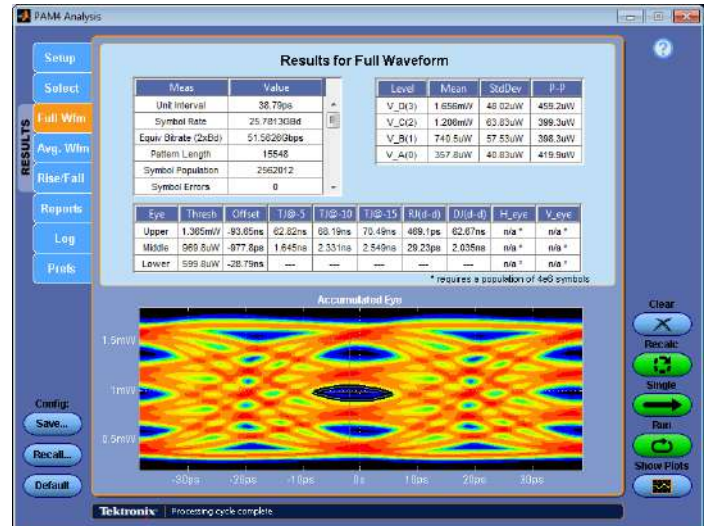 PAM4 Analysis
Setup
Select
Full Wfm
Avg. Wfm
Rise/Fall
Reports
Log
Prefs
RESULTS
Results for Full Waveform
Meas Value
Unit Interval 38.79ps
Symbol Rate 25.7813GBd
Equiv Bitrate (2xBd) 51.5626Gbps
Pattern Length 15548
Symbol Population 2562012
Symbol Errors 0
Level Mean StdDev P-P
V_D(3) 1.656mW 48.02uW 459.2uW
V_C(2) 1.206mW 63.83uW 399.3uW
V_B(1) 740.5uW 57.53uW 398.3uW
V_A(0) 357.8uW 40.83uW 419.9uW
Eye Thresh Offset TJ@-5 TJ@-10 TJ@-15 RJ(d-d) DJ(d-d) H_eye V_eye
Upper 1.365mW -93.65ns 62.82ns 68.19ns 70.49ns 469.1ps 62.67ns n/a * n/a *
Middle 969.8uW -977.8ps 1.645ns 2.331ns 2.549ns 29.23ps 2.035ns n/a * n/a *
Lower 599.8uW -28.79ns --- --- --- --- --- n/a * n/a *
* requires a population of 4e6 symbols
Accumulated Eye
1.5mW
1mW
0.5mW
-30ps -20ps -10ps 0s 10ps 20ps 30ps
Config:
Save...
Recall...
Default
Clear
Recalc
Single
Run
Show Plots
Tektronix Processing cycle complete